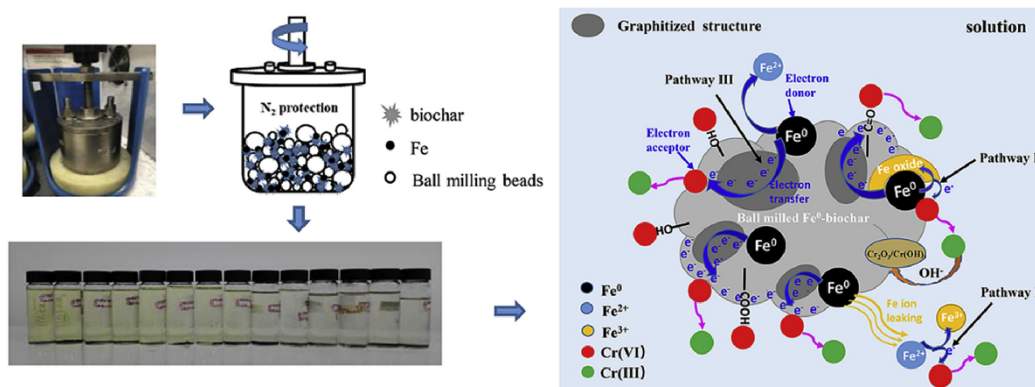 N2 protection
biochar
Fe
Ball milling beads
Graphitized structure
solution
Fe2+
Pathway III
Electron
donor
Fe0
Electron
acceptor
HO
C=O
Fe oxide
Pathway I
Fe0
e-
Electron
transfer
Ball milled Fe0-biochar
HO
Fe0
Cr2O3/Cr(OH)
OH-
COOH
Fe0
Fe ion
leaking
Fe3+
Pathway
Fe2+
e-
Fe0
Fe2+
Fe3+
Cr(VI)
Cr(III)